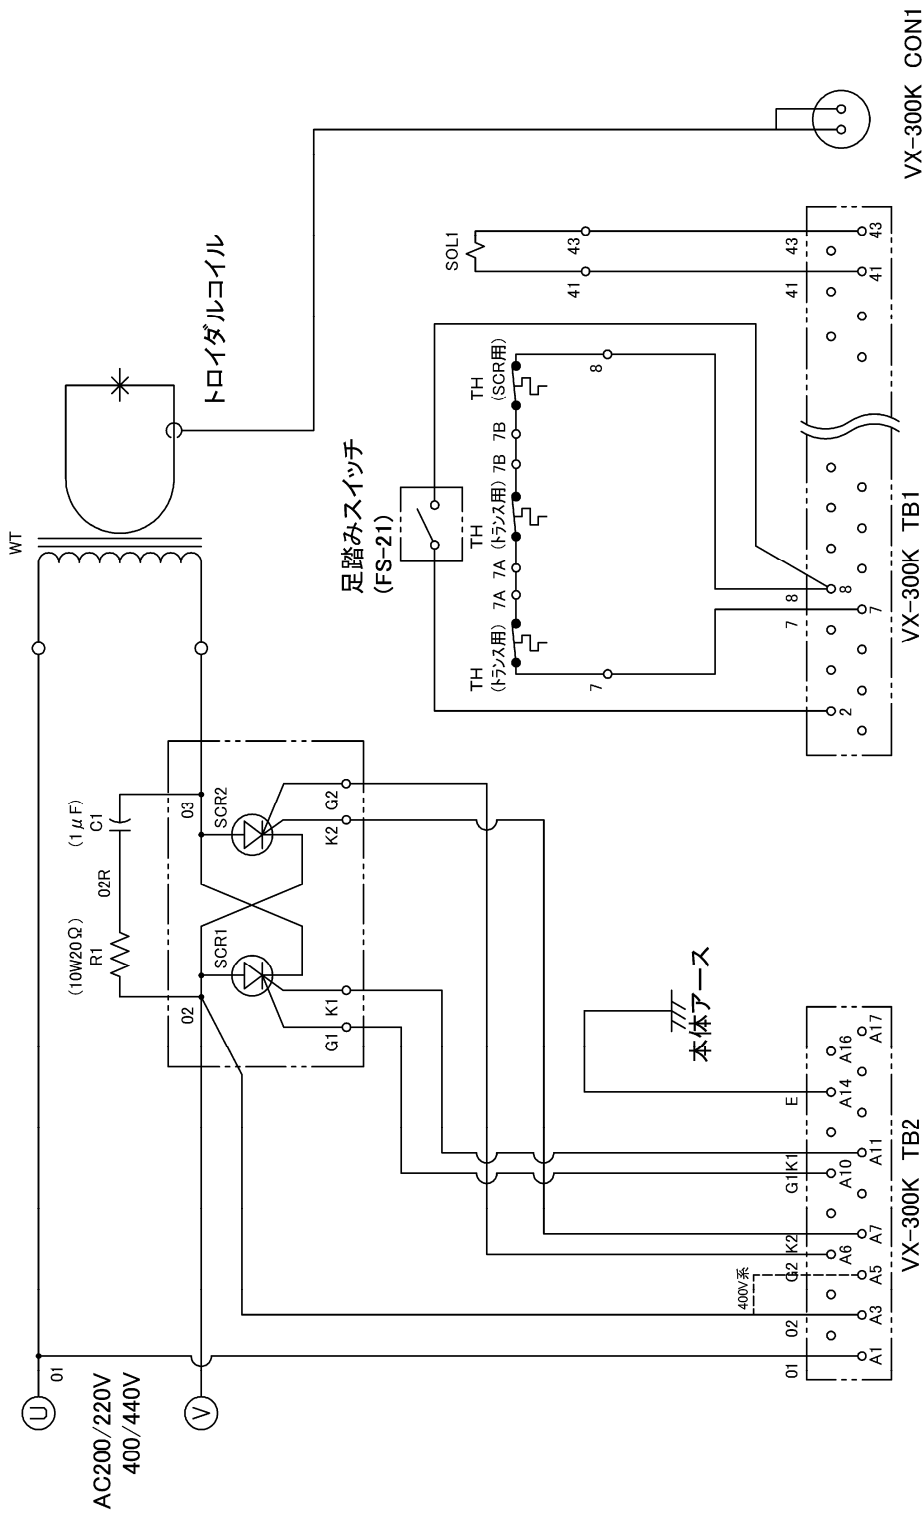 U
V
01
AC200/220V
400/440V
WT
トロイダルコイル
(10W20Ω)
R1
02R
(1μF)
C1
02
03
SCR1
SCR2
G1
K1
K2
G2
足踏みスイッチ
(FS-21)
TH
(トランス用)
7A
7A
TH
(トランス用)
7B
7B
TH
(SCR用)
7
8
SOL1
41
43
本体アース
400V系
01
02
G2
K2
G1
K1
E
A1
A3
A5
A6
A7
A10
A11
A14
A16
A17
VX-300K TB2
7
8
41
43
2
7
8
41
43
VX-300K TB1
VX-300K CON1